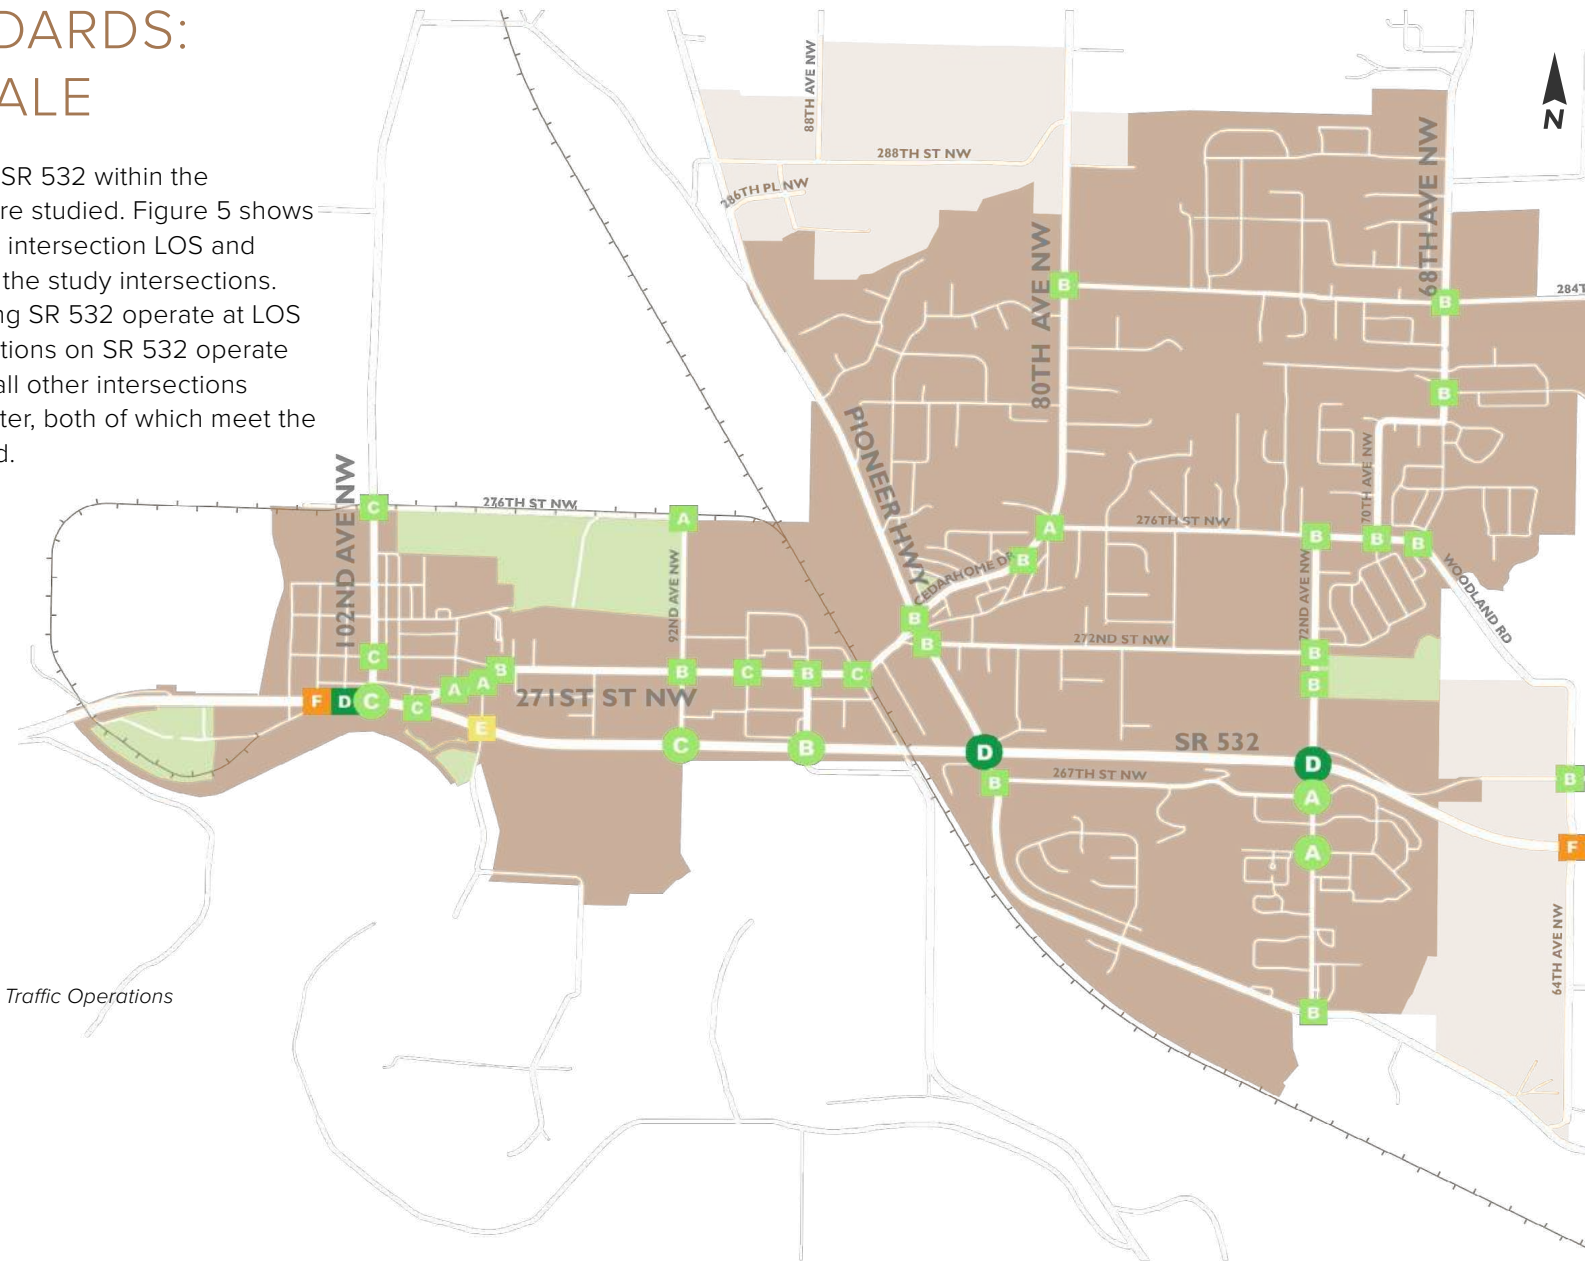 DARDS:
ALE
SR 532 within the
re studied. Figure 5 shows
intersection LOS and
the study intersections.
ng SR 532 operate at LOS
tions on SR 532 operate
all other intersections
ter, both of which meet the
d.
Traffic Operations
N
88TH AVE NW
288TH ST NW
286TH PL NW
68TH AVE NW
80TH AVE NW
B
B
284T
B
PIONEER HWY
70TH AVE NW
102ND AVE NW
C
276TH ST NW
A
A
276TH ST NW
B
B
B
B
CEDARHOME DR
WOODLAND RD
92ND AVE NW
72ND AVE NW
B
B
272ND ST NW
B
C
B
A
A
B
C
B
C
B
271ST ST NW
F
D
C
C
E
C
B
D
SR 532
D
B
267TH ST NW
A
B
A
F
64TH AVE NW
B